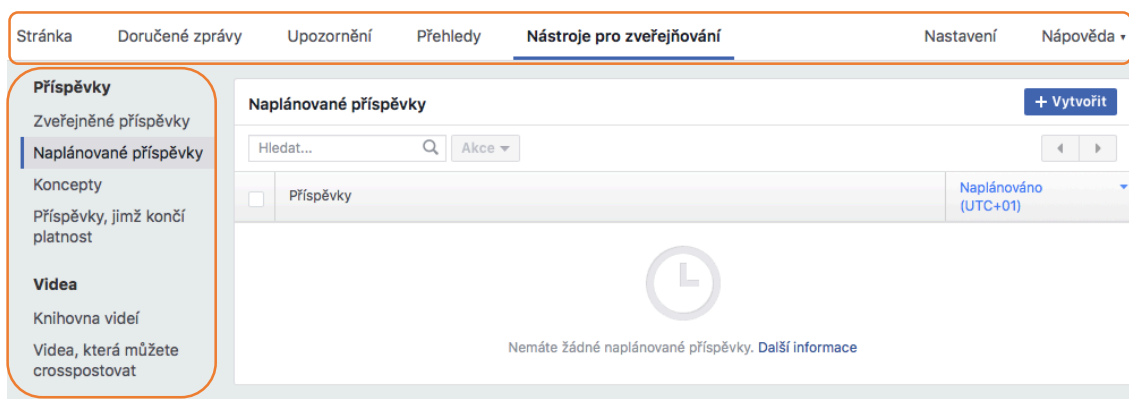 Stránka Doručené zprávy Upozornění Přehledy Nástroje pro zveřejňování Nastavení Nápověda
Příspěvky
Zveřejněné příspěvky
Naplánované příspěvky
Koncepty
Příspěvky, jimž končí
platnost
Videa
Knihovna videí
Videa, která můžete
crosspostovat
Naplánované příspěvky
+ Vytvořit
Hledat...
Akce
Příspěvky
Naplánováno
(UTC+01)
Nemáte žádné naplánované příspěvky. Další informace